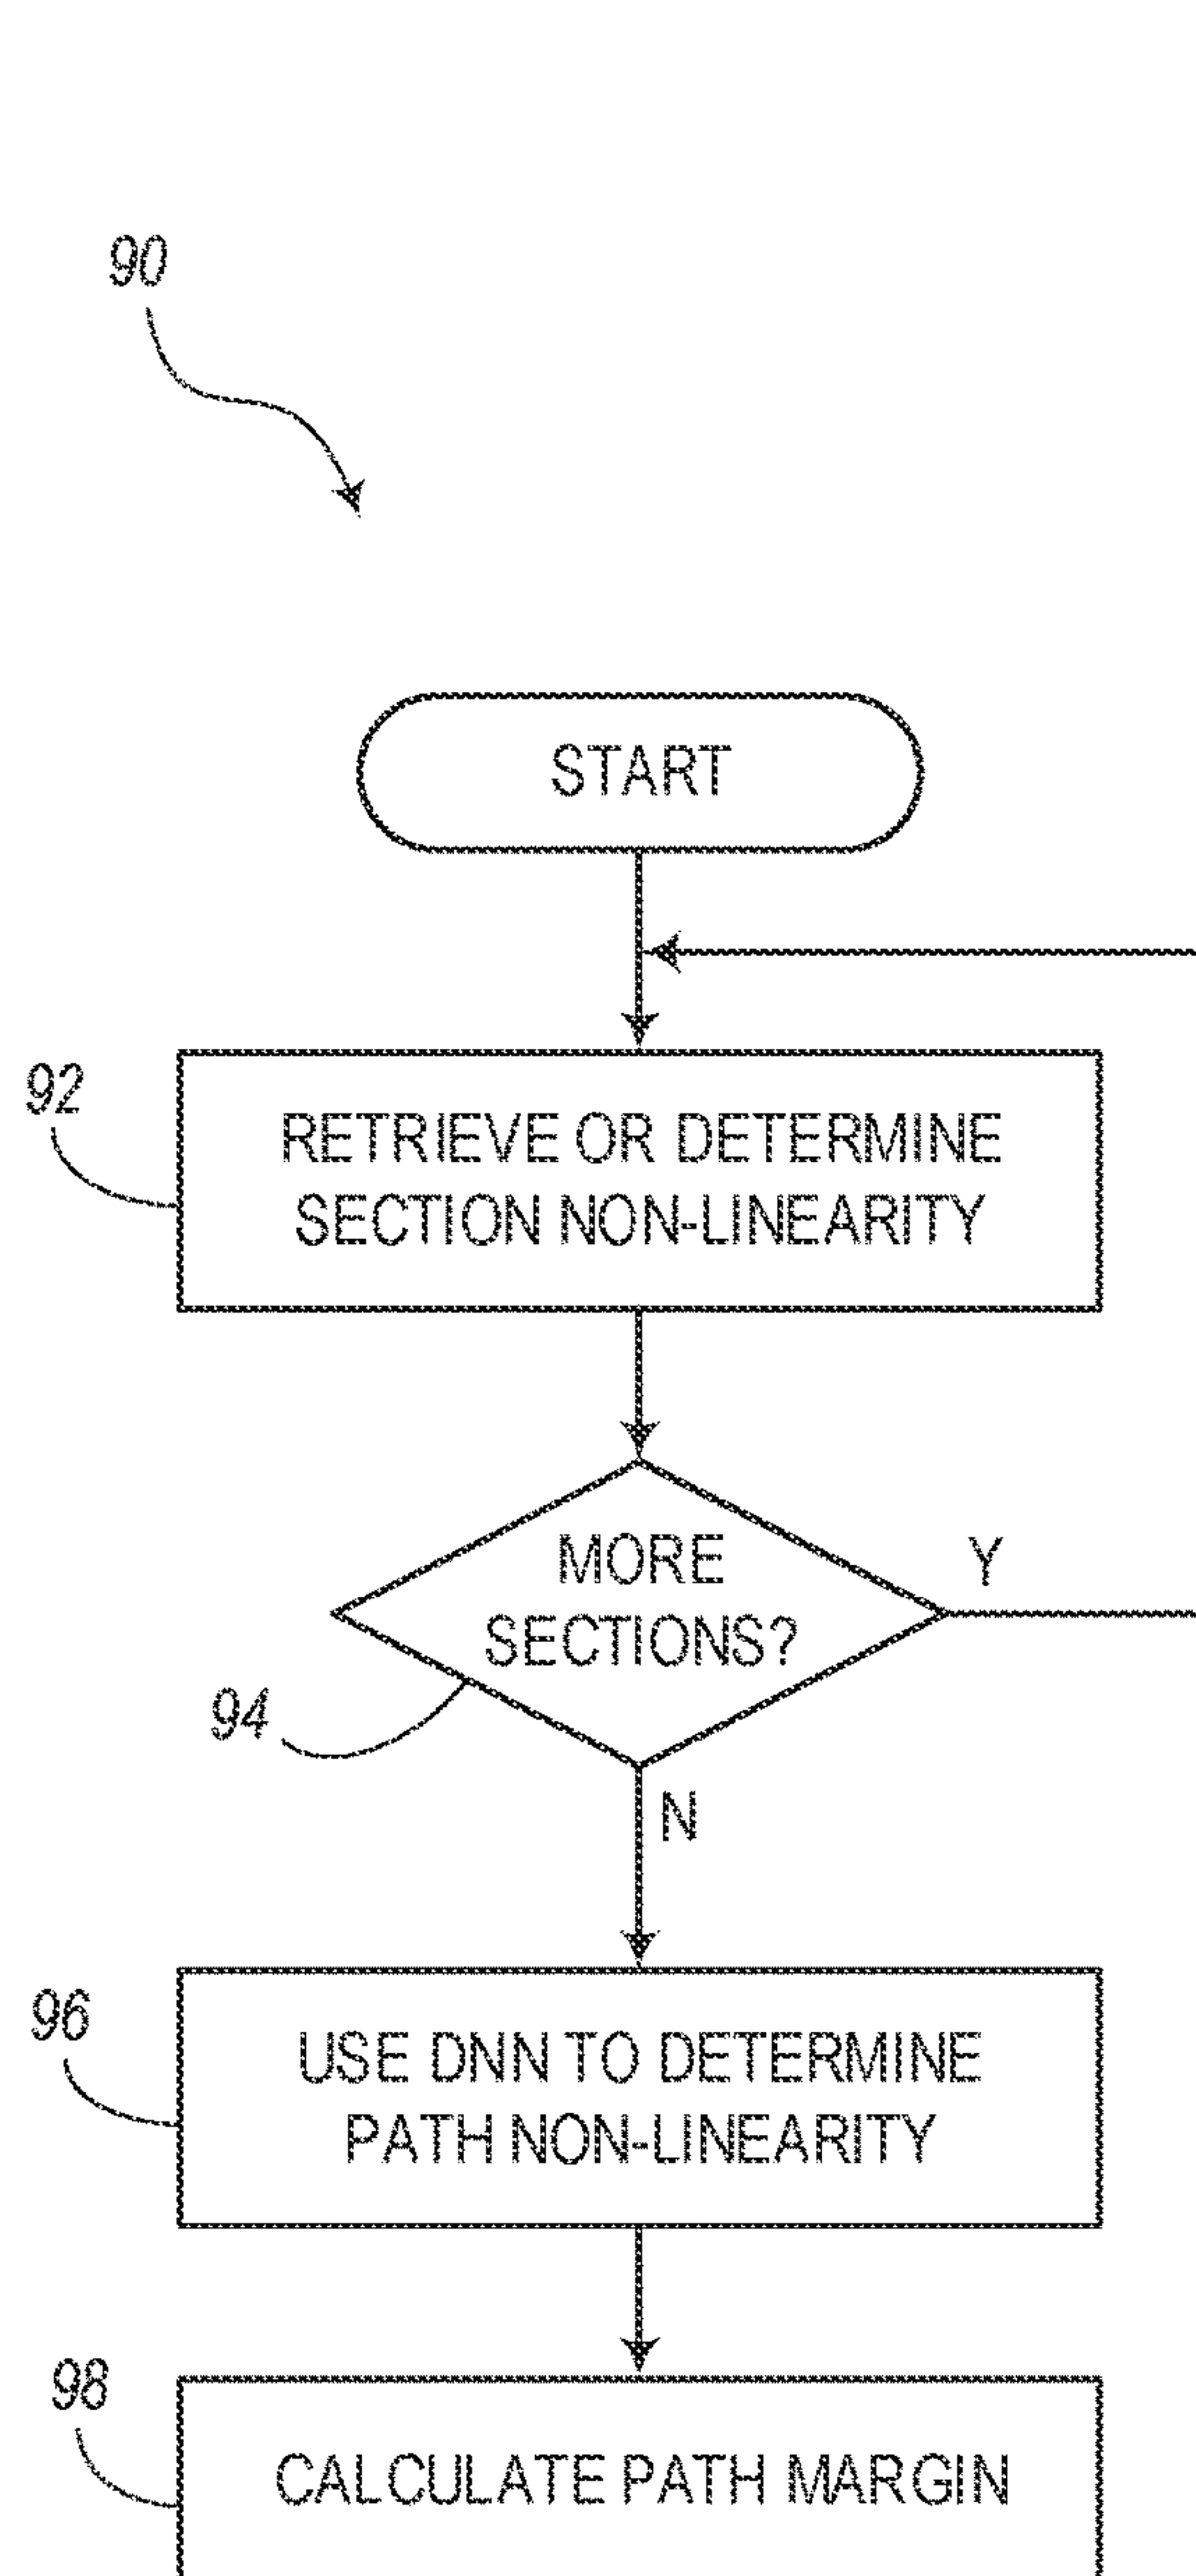 90
START
92
RETRIEVE OR DETERMINE
SECTION NON-LINEARITY
MORE
SECTIONS?
Y
94
N
96
USE DNN TO DETERMINE
PATH NON-LINEARITY
98
CALCULATE PATH MARGIN